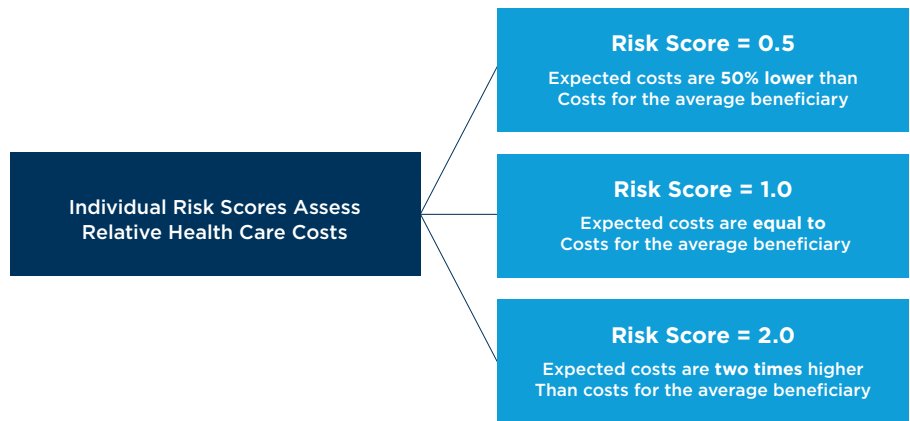 Individual Risk Scores Assess
Relative Health Care Costs
Risk Score = 0.5
Expected costs are 50% lower than
Costs for the average beneficiary
Risk Score = 1.0
Expected costs are equal to
Costs for the average beneficiary
Risk Score = 2.0
Expected costs are two times higher
Than costs for the average beneficiary